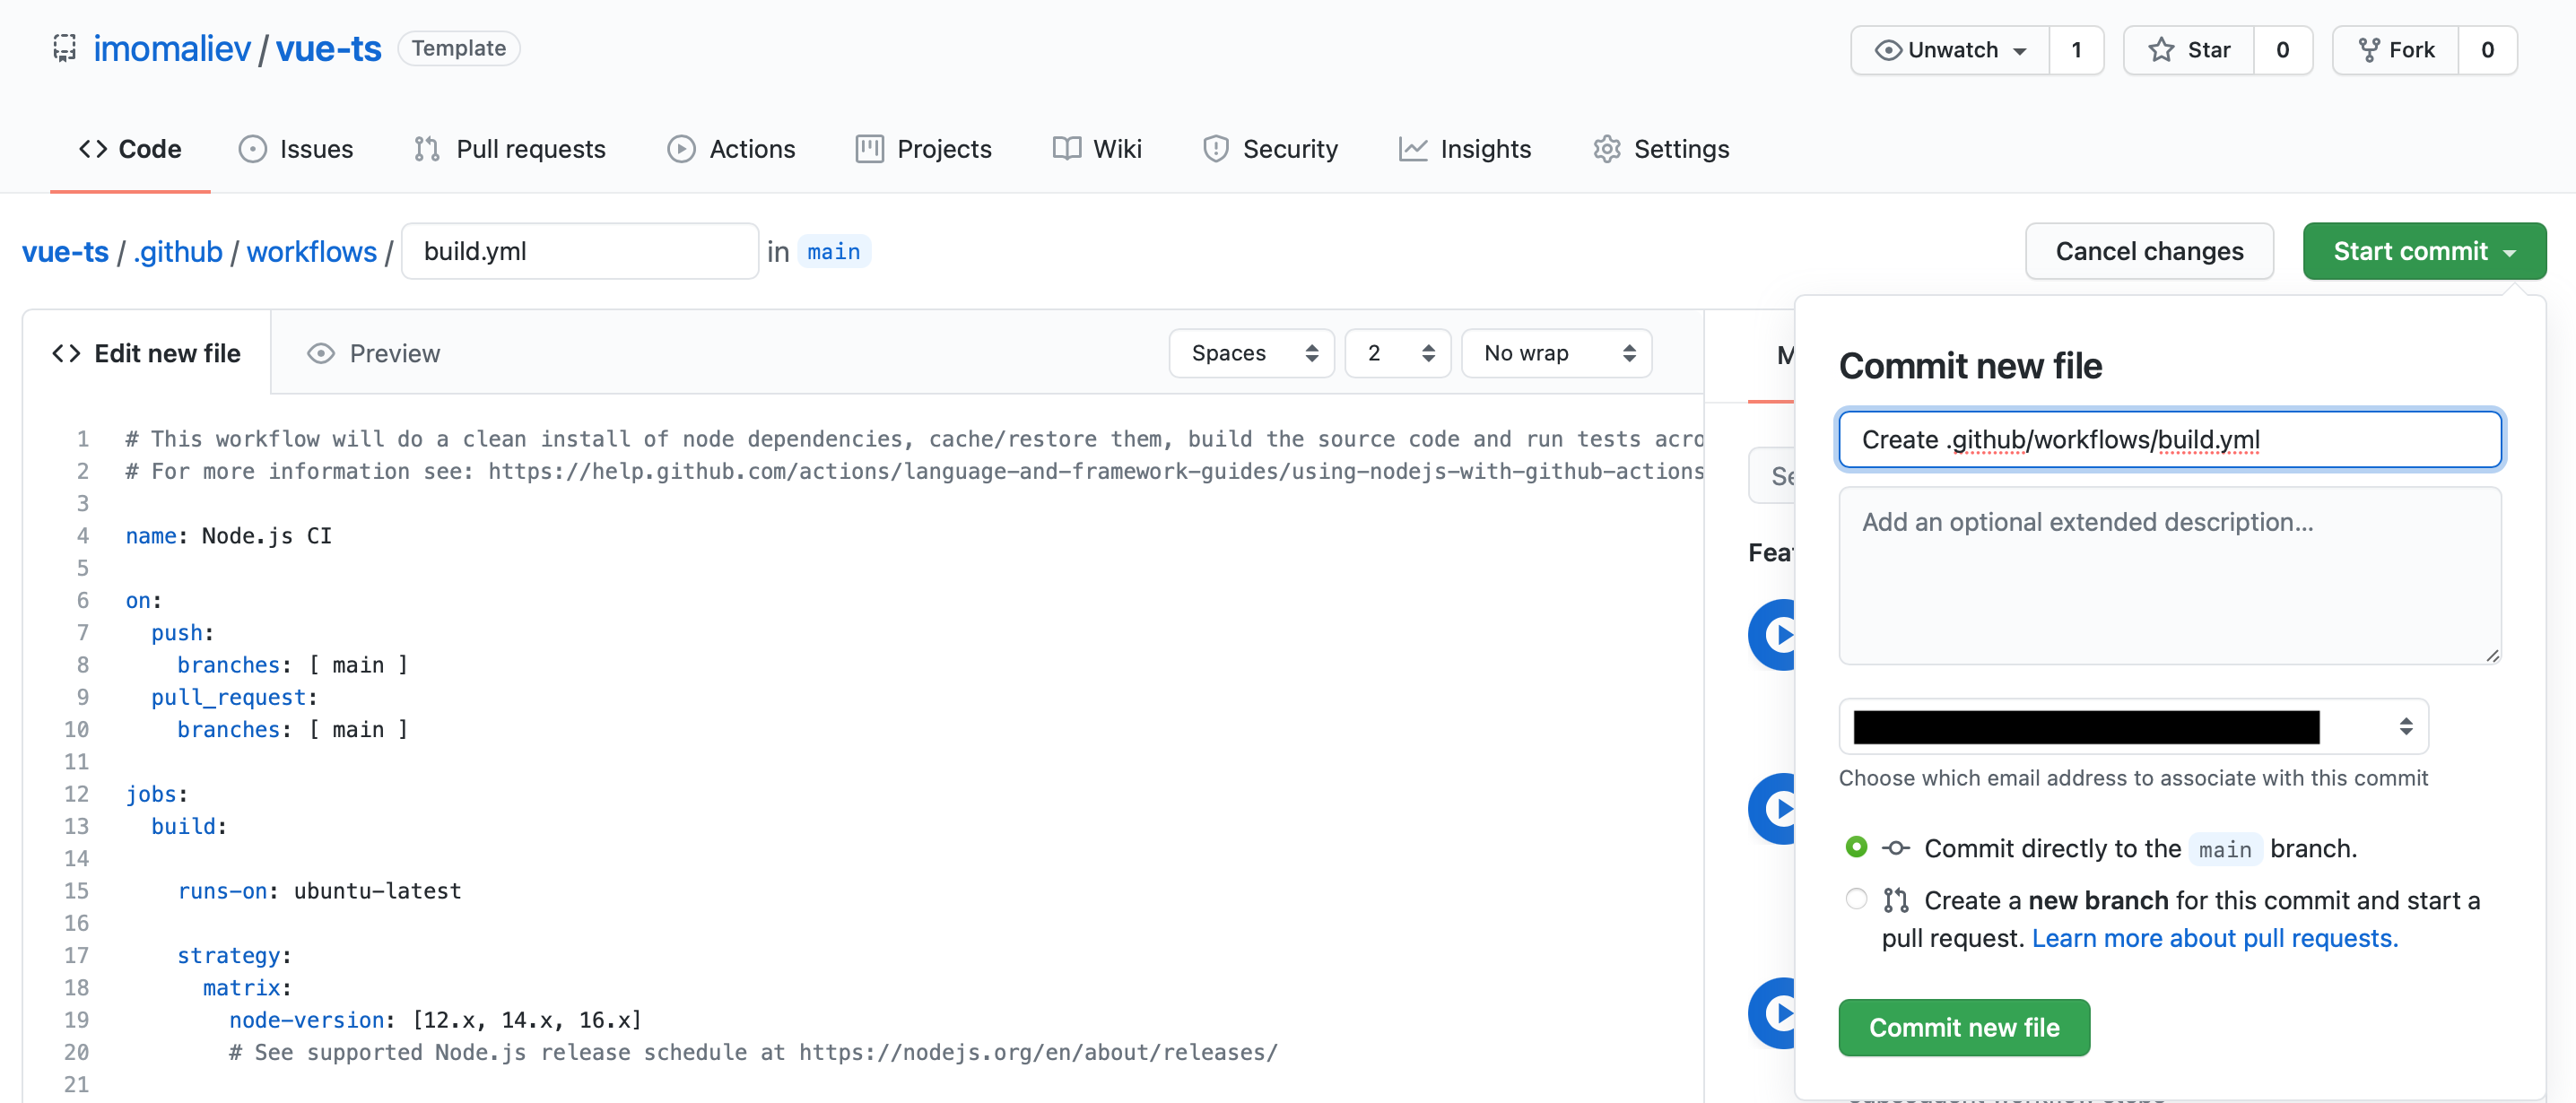 imomaliev / vue-ts Template
Unwatch 1 Star 0 Fork 0
Code Issues Pull requests Actions Projects Wiki Security Insights Settings
vue-ts / .github / workflows / build.yml in main
Cancel changes Start commit
Edit new file Preview
Spaces 2 No wrap
1 # This workflow will do a clean install of node dependencies, cache/restore them, build the source code and run tests acro
2 # For more information see: https://help.github.com/actions/language-and-framework-guides/using-nodejs-with-github-actions
3
4 name: Node.js CI
5
6 on:
7 push:
8 branches: [ main ]
9 pull_request:
10 branches: [ main ]
11
12 jobs:
13 build:
14
15 runs-on: ubuntu-latest
16
17 strategy:
18 matrix:
19 node-version: [12.x, 14.x, 16.x]
20 # See supported Node.js release schedule at https://nodejs.org/en/about/releases/
21
M
Se
Feat
Commit new file
Create .github/workflows/build.yml
Add an optional extended description...
Choose which email address to associate with this commit
Commit directly to the main branch.
Create a new branch for this commit and start a
pull request. Learn more about pull requests.
Commit new file